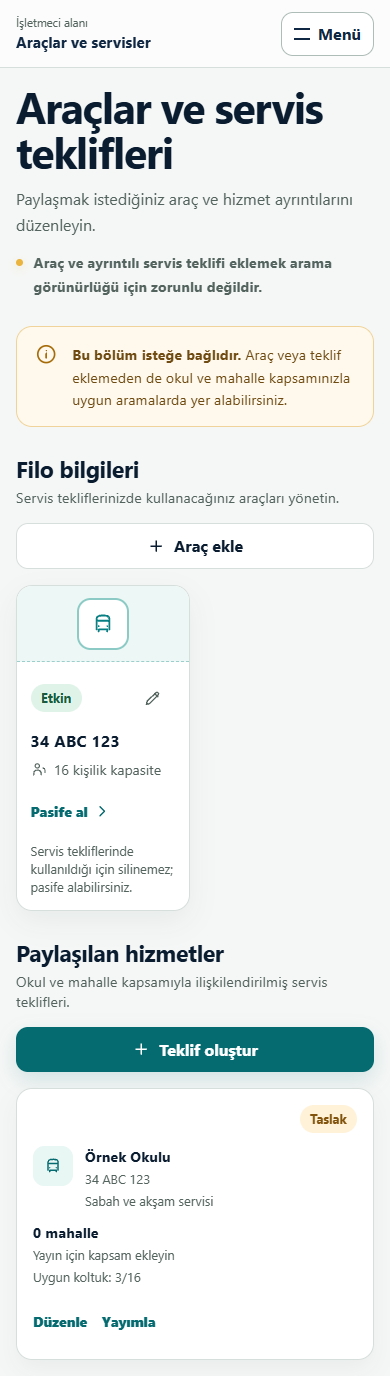 İşletmeci alanı
Araçlar ve servisler
Menü
Araçlar ve servis
teklifleri
Paylaşmak istediğiniz araç ve hizmet ayrıntılarını
düzenleyin.
Araç ve ayrıntılı servis teklifi eklemek arama
görünürlüğü için zorunlu değildir.
Bu bölüm isteğe bağlıdır. Araç veya teklif
eklemeden de okul ve mahalle kapsamınızla
uygun aramalarda yer alabilirsiniz.
Filo bilgileri
Servis tekliflerinizde kullanacağınız araçları yönetin.
Araç ekle
Etkin
34 ABC 123
16 kişilik kapasite
Pasife al
Servis tekliflerinde
kullanıldığı için silinemez;
pasife alabilirsiniz.
Paylaşılan hizmetler
Okul ve mahalle kapsamıyla ilişkilendirilmiş servis
teklifleri.
Teklif oluştur
Taslak
Örnek Okulu
34 ABC 123
Sabah ve akşam servisi
0 mahalle
Yayın için kapsam ekleyin
Uygun koltuk: 3/16
Düzenle Yayımla